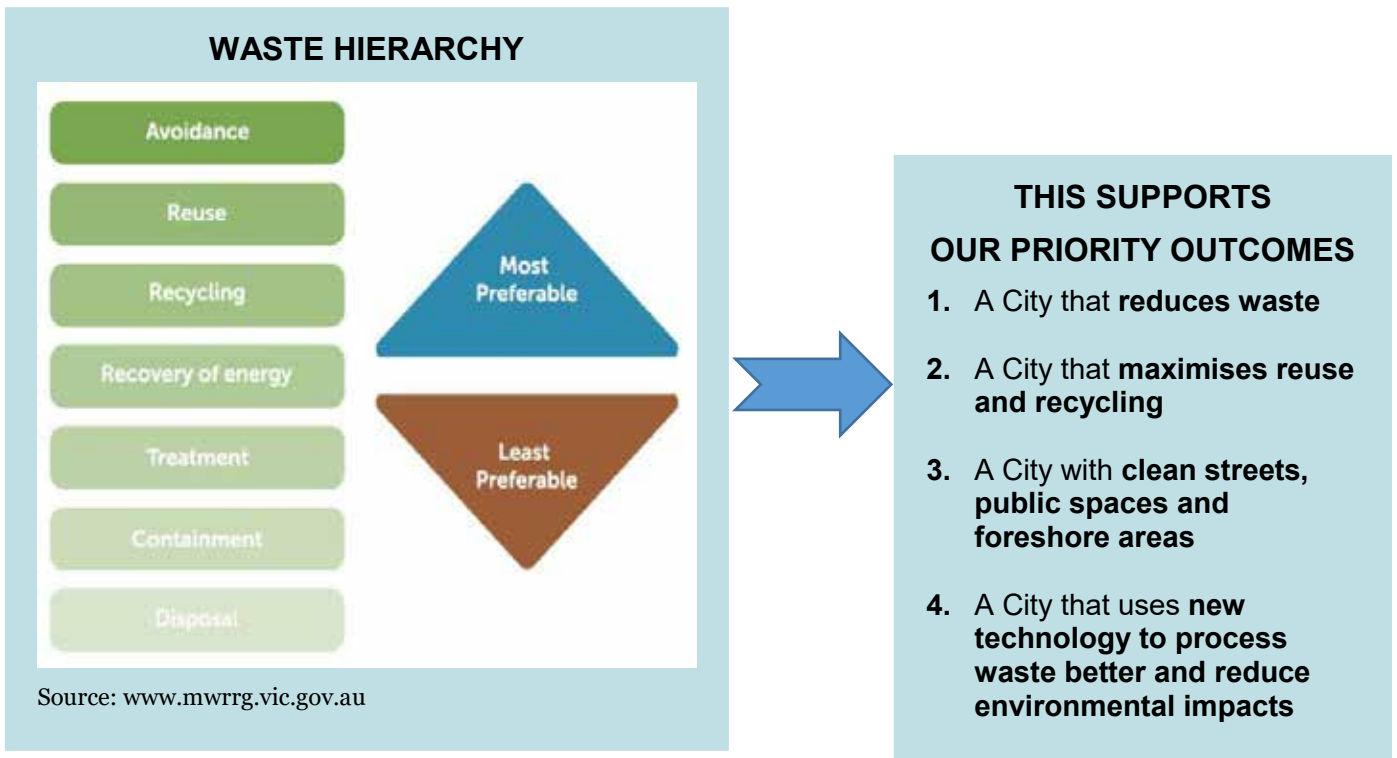 WASTE HIERARCHY
Avoidance
Reuse
Recycling
Recovery of energy
Treatment
Containment
Disposal
Most
Preferable
Least
Preferable
Source: www.mwrrg.vic.gov.au
THIS SUPPORTS
OUR PRIORITY OUTCOMES
1. A City that reduces waste
2. A City that maximises reuse
and recycling
3. A City with clean streets,
public spaces and
foreshore areas
4. A City that uses new
technology to process
waste better and reduce
environmental impacts